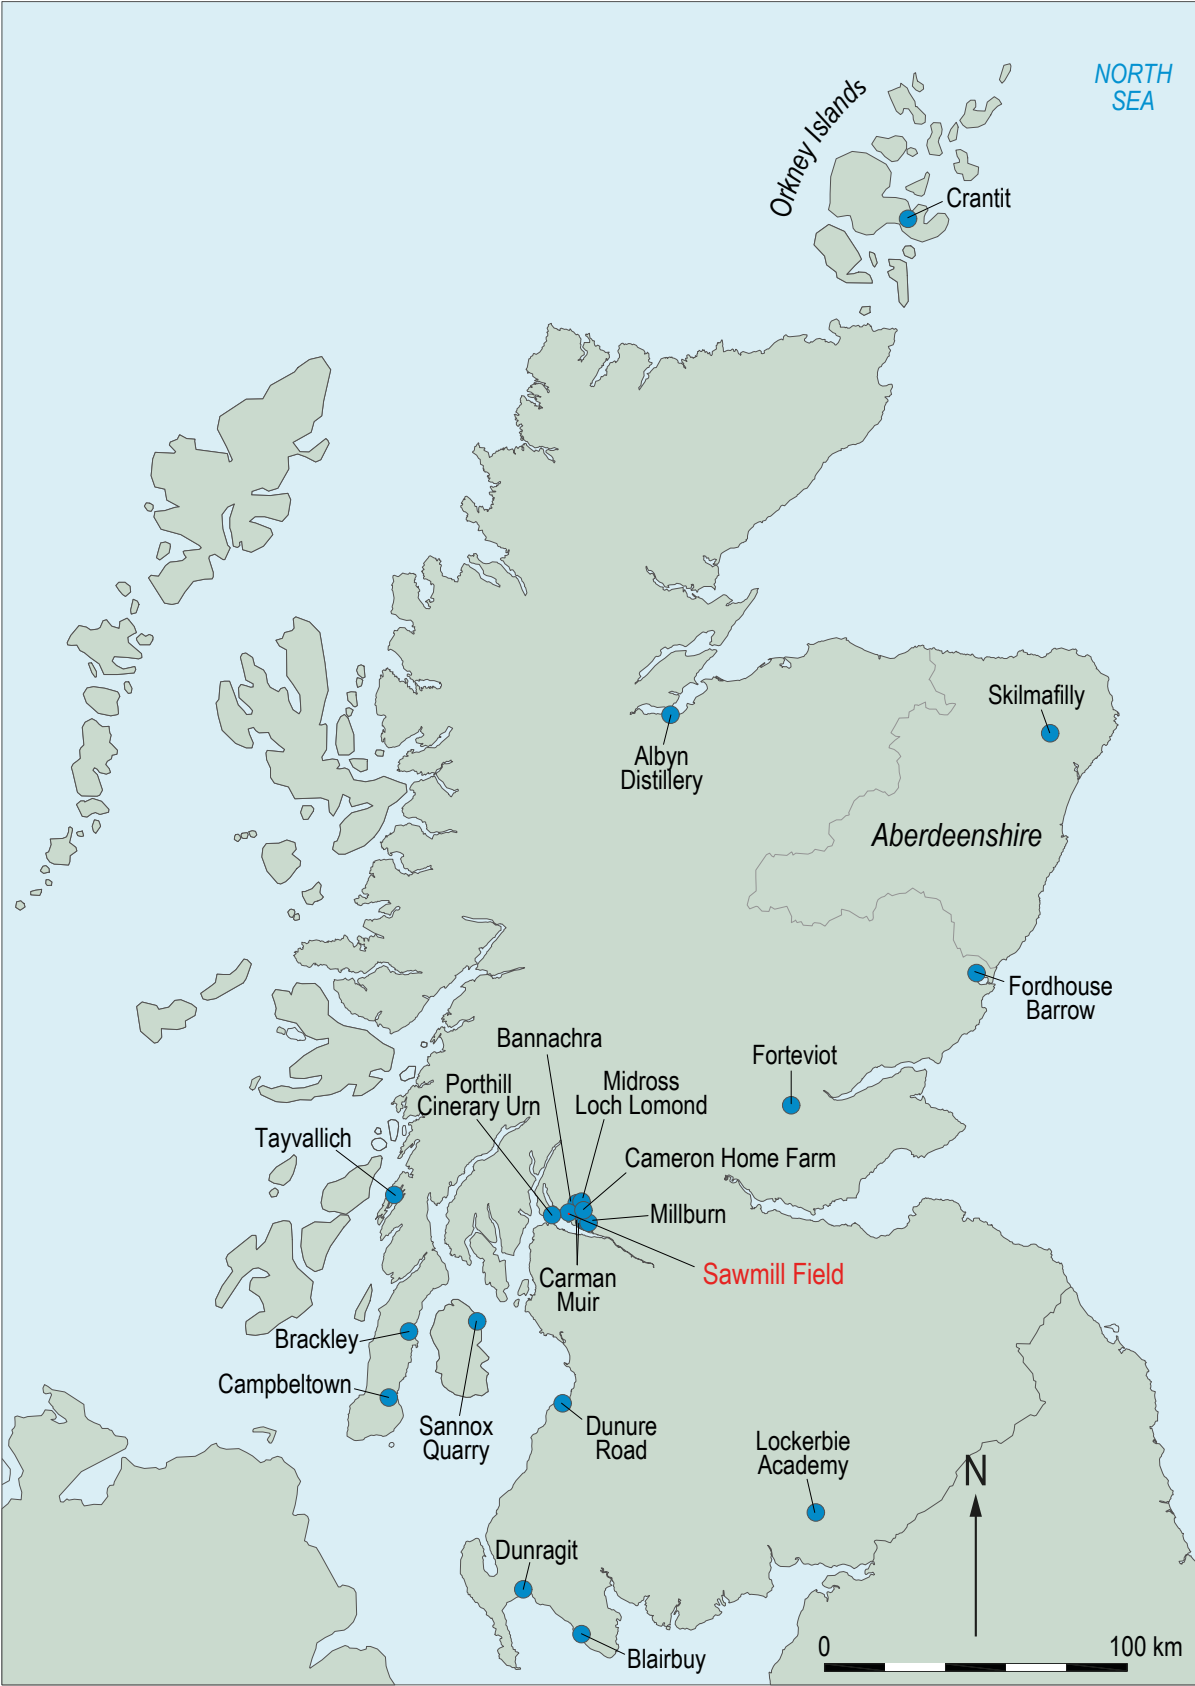 NORTH
SEA
Orkney Islands
Crantit
Skilmafilly
Albyn
Distillery
Aberdeenshire
Fordhouse
Barrow
Bannachra
Forteviot
Porthill
Cinerary Urn
Midross
Loch Lomond
Tayvallich
Cameron Home Farm
Millburn
Sawmill Field
Carman
Muir
Brackley
Campbeltown
Sannox
Quarry
Dunure
Road
Lockerbie
Academy
N
Dunragit
Blairbuy
0
100 km